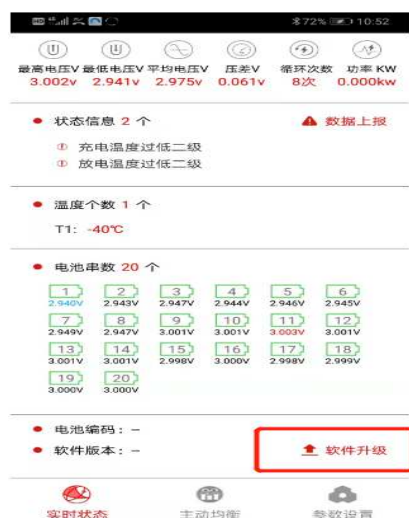 72% 10:52
最高电压V 最低电压V 平均电压V 压差V 循环次数 功率 KW
3.002v 2.941v 2.975v 0.061v 8次 0.000kw
状态信息 2 个 数据上报
充电温度过低二级
放电温度过低二级
温度个数 1 个
T1: -40℃
电池串数 20 个
1 2 3 4 5 6
2.940V 2.943V 2.947V 2.944V 2.946V 2.945V
7 8 9 10 11 12
2.949V 2.947V 3.001V 3.001V 3.003V 3.001V
13 14 15 16 17 18
3.001V 3.001V 2.998V 3.000V 2.998V 2.999V
19 20
3.000V 3.000V
电池编码: --
软件版本: -- 软件升级
实时状态 主动均衡 参数设置